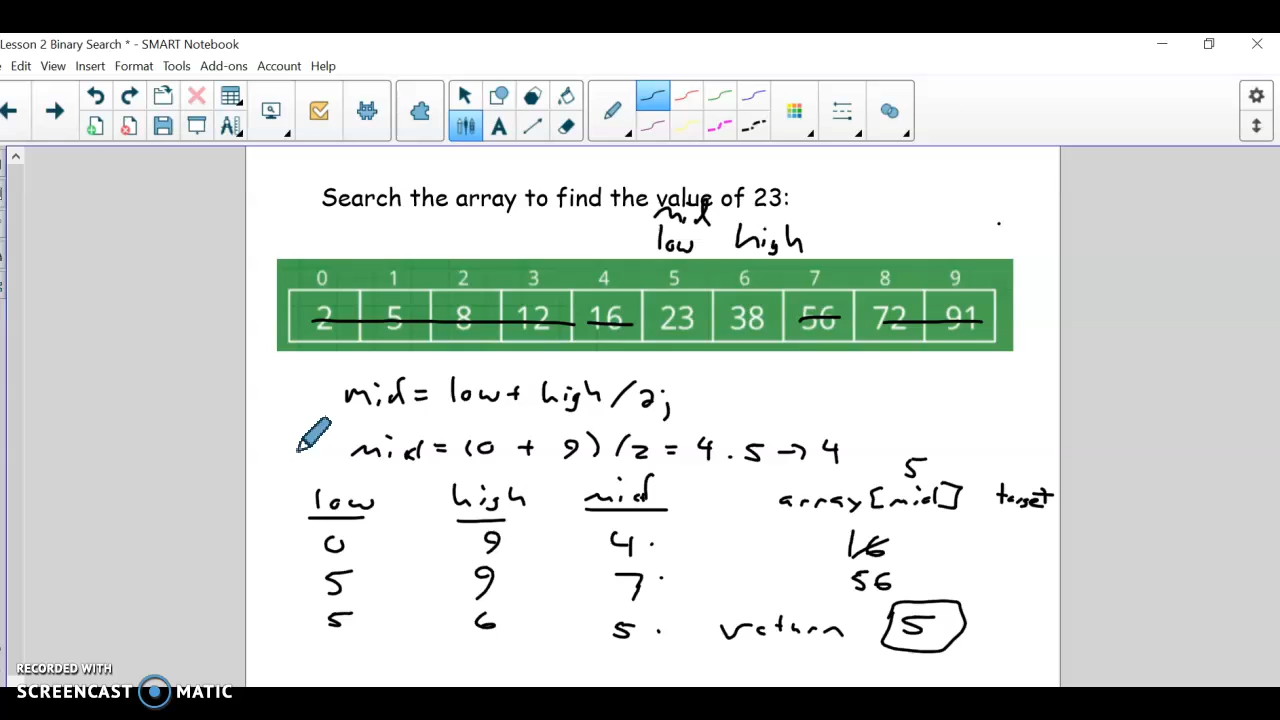 Lesson 2 Binary Search * - SMART Notebook
Edit View Insert Format Tools Add-ons Account Help
Search the array to find the value of 23:
mid
low high
0 1 2 3 4 5 6 7 8 9
2 5 8 12 16 23 38 56 72 91
mid = low + high / 2;
mid = (0 + 9) / 2 = 4.5 → 4
5
low high mid array[mid] target
0 9 4 . 16
5 9 7 . 56
5 6 5 . return 5
RECORDED WITH
SCREENCAST MATIC